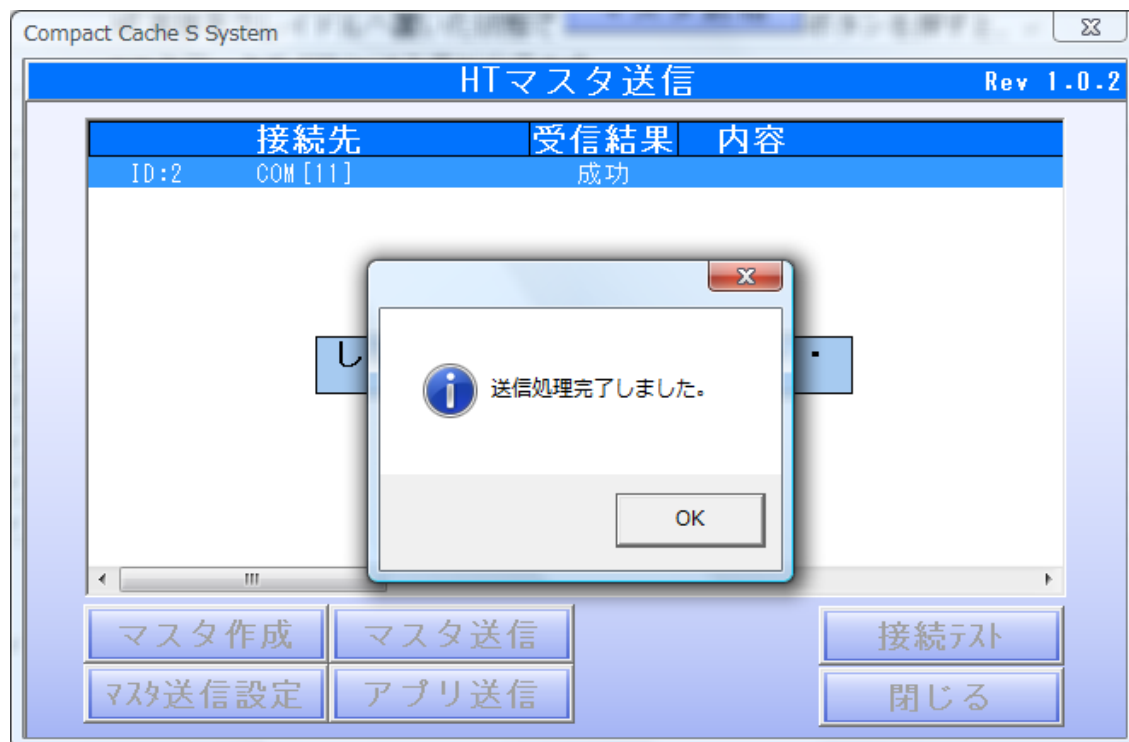 Compact Cache S System
HTマスタ送信 Rev 1.0.2
接続先 受信結果 内容
ID:2 COM[11] 成功
し
送信処理完了しました。
OK
マスタ作成 マスタ送信 接続ﾃｽﾄ
ﾏｽﾀ送信設定 アプリ送信 閉じる